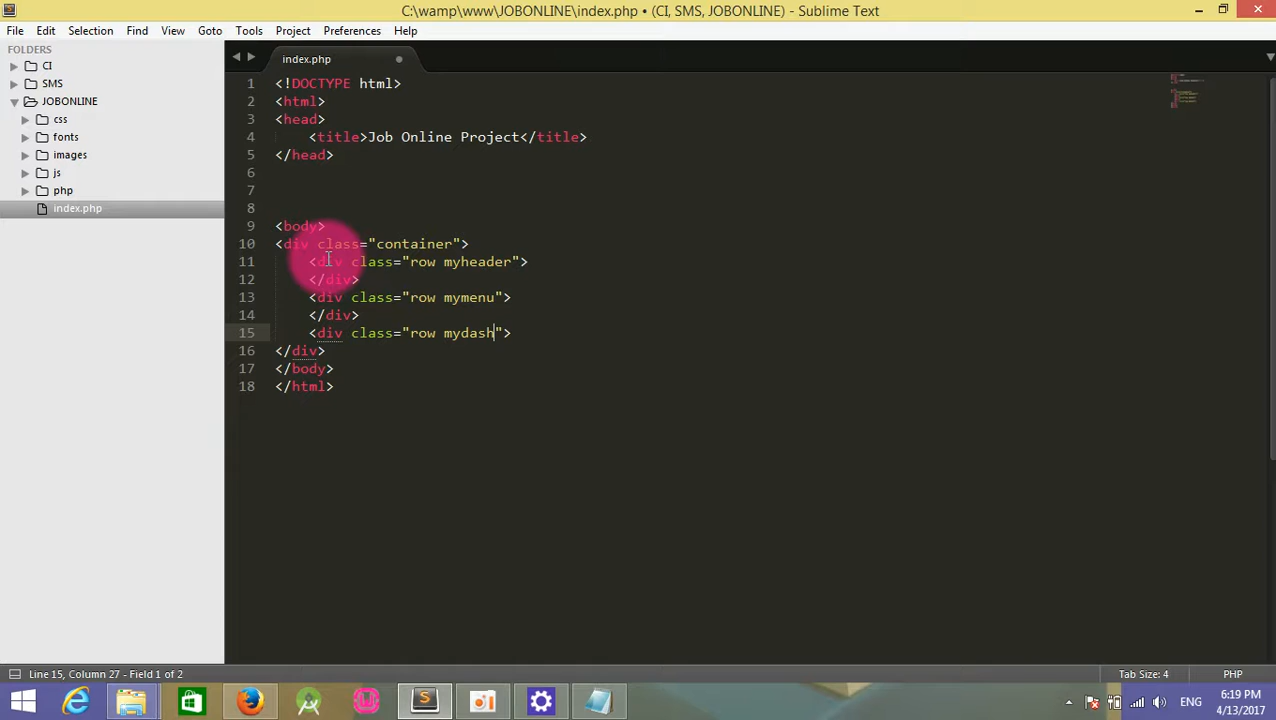 C:\wamp\www\JOBONLINE\index.php • (CI, SMS, JOBONLINE) - Sublime Text
File Edit Selection Find View Goto Tools Project Preferences Help
FOLDERS
CI
SMS
JOBONLINE
css
fonts
images
js
php
index.php
index.php
1 <!DOCTYPE html>
2 <html>
3 <head>
4 <title>Job Online Project</title>
5 </head>
6
7
8
9 <body>
10 <div class="container">
11 <div class="row myheader">
12 </div>
13 <div class="row mymenu">
14 </div>
15 <div class="row mydash">
16 </div>
17 </body>
18 </html>
Line 15, Column 27 - Field 1 of 2 Tab Size: 4 PHP
ENG
6:19 PM
4/13/2017